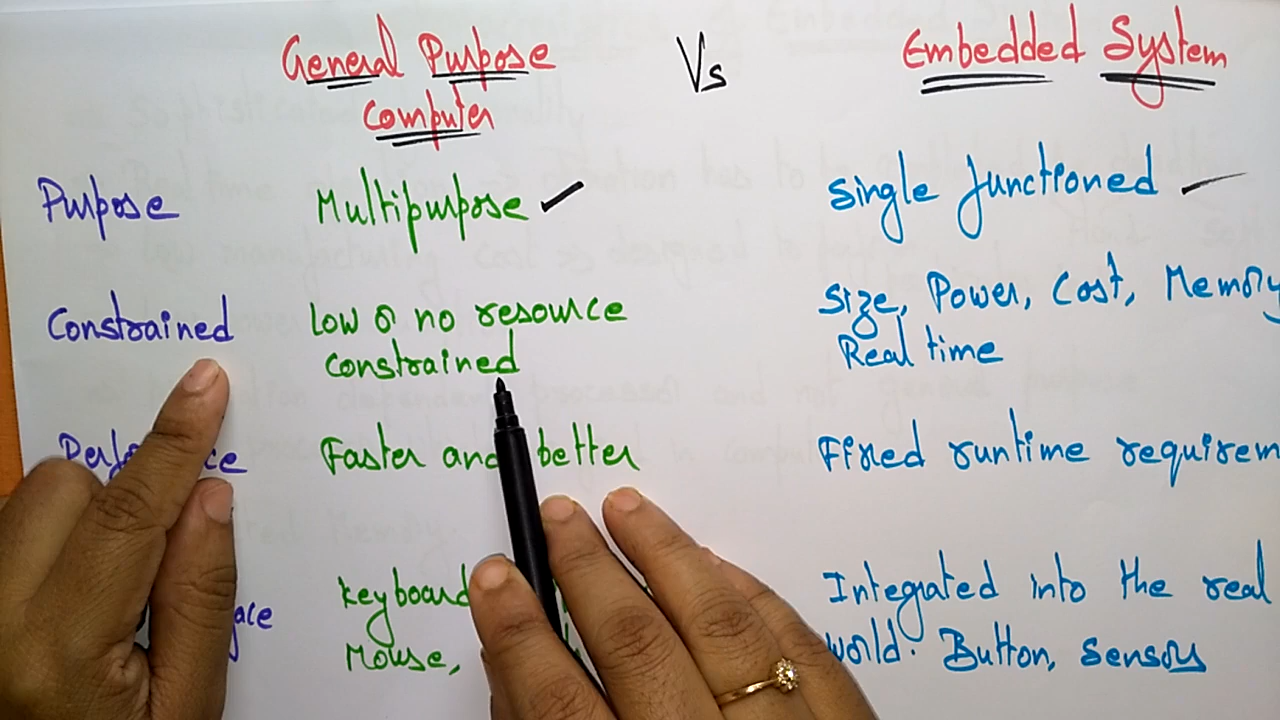 General Purpose Vs Embedded System
Computer
Purpose Multipurpose Single functioned
Constrained Low or no resource Size, Power, Cost, Memory
constrained Real time
Faster and better Fixed runtime requirem
Keyboard Integrated into the real
Mouse, world. Button, Sensors